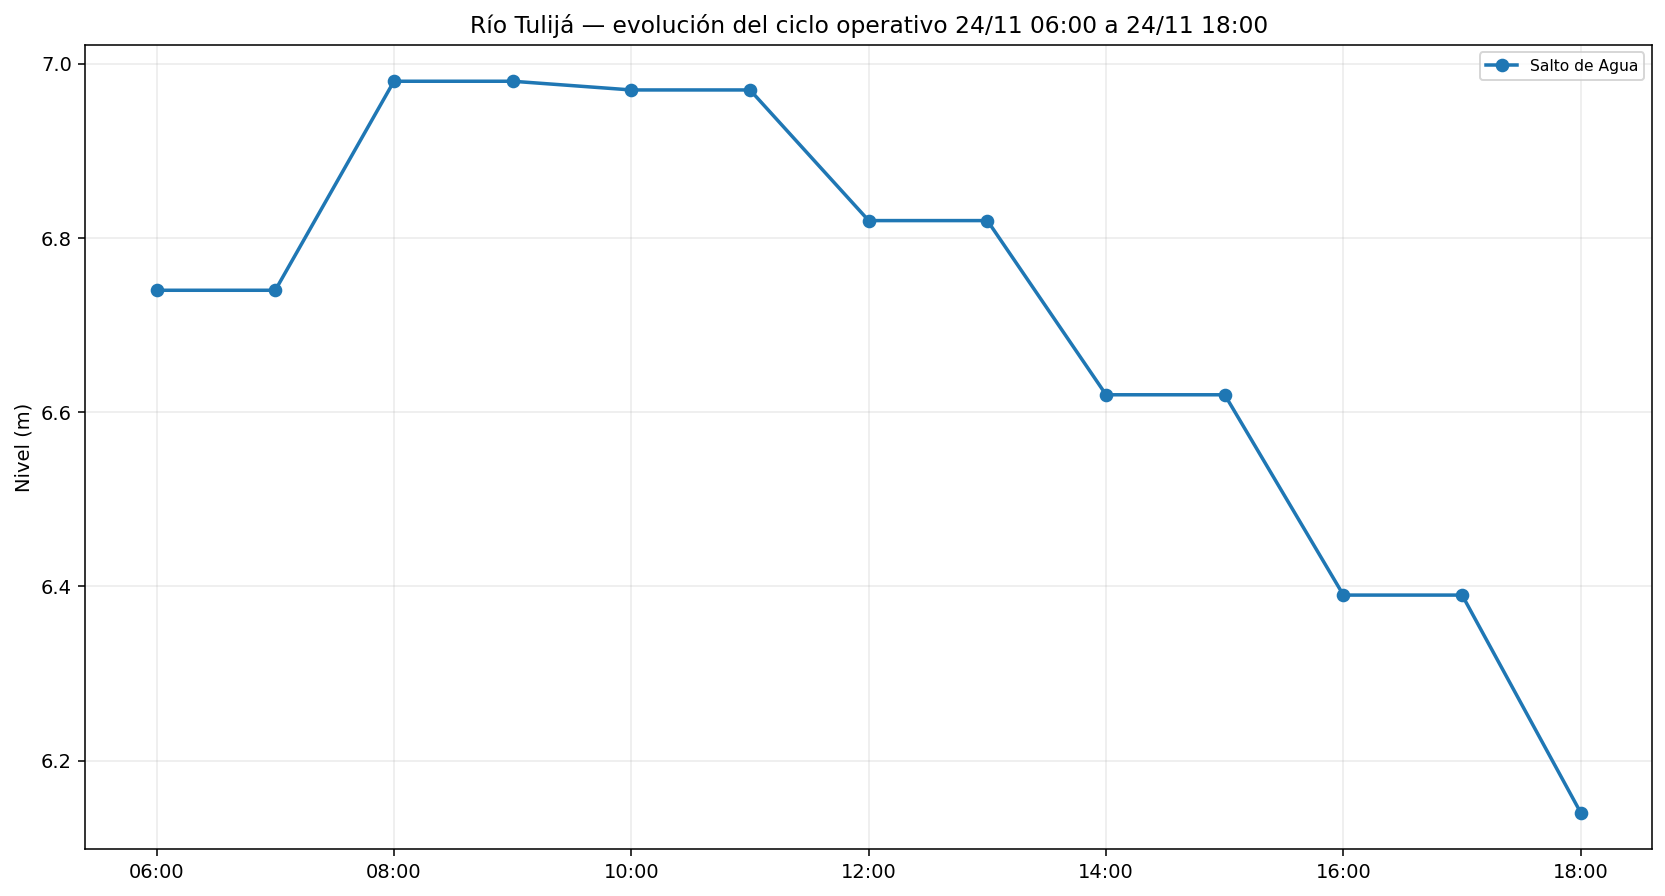 Río Tulijá — evolución del ciclo operativo 24/11 06:00 a 24/11 18:00
Salto de Agua
Nivel (m)
7.0
6.8
6.6
6.4
6.2
06:00 08:00 10:00 12:00 14:00 16:00 18:00